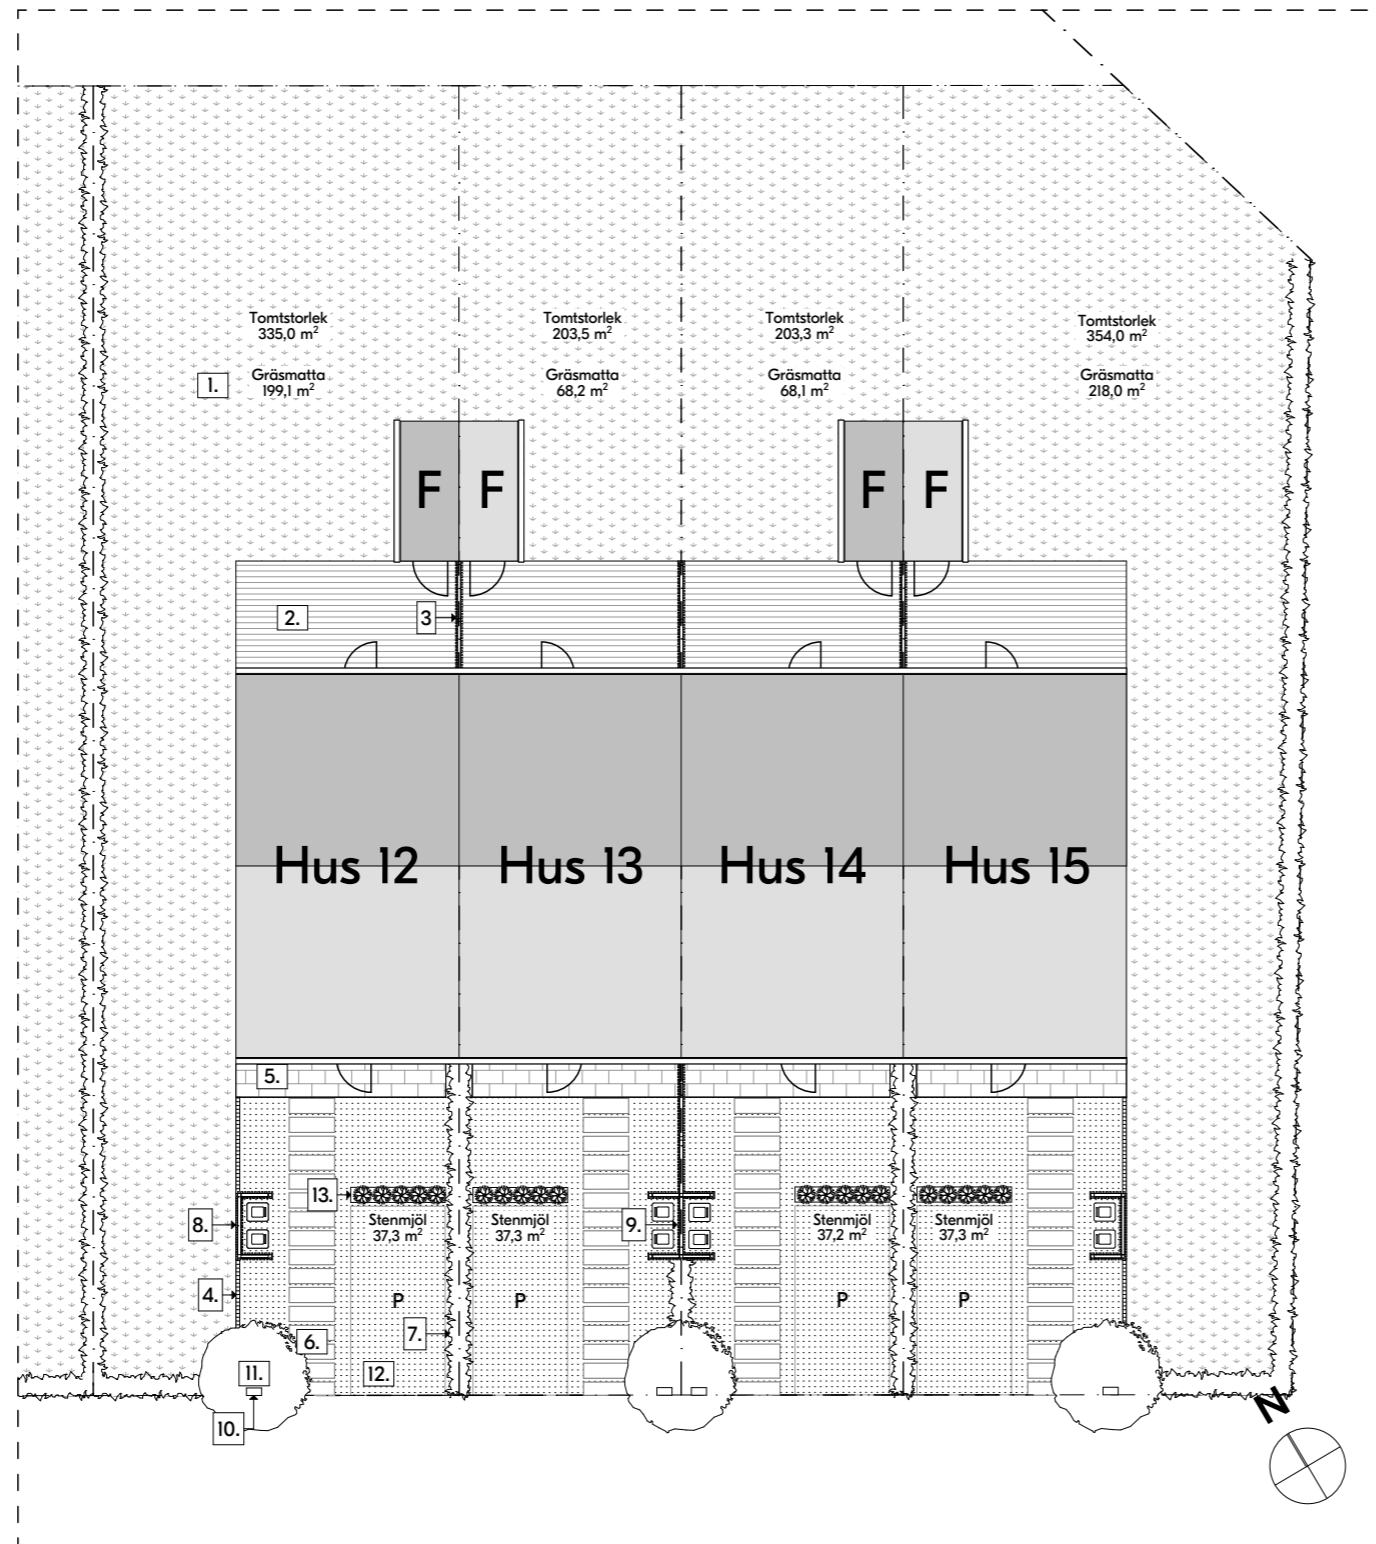 Tomtstorlek
335,0 m²
Gräsmatta
199,1 m²
Tomtstorlek
203,5 m²
Gräsmatta
68,2 m²
Tomtstorlek
203,3 m²
Gräsmatta
68,1 m²
Tomtstorlek
354,0 m²
Gräsmatta
218,0 m²
1.
F
F
F
F
2.
3
Hus 12
Hus 13
Hus 14
Hus 15
5.
13.
8.
Stenmjöl
37,3 m²
Stenmjöl
37,3 m²
9.
Stenmjöl
37,2 m²
Stenmjöl
37,3 m²
4.
P
P
P
P
7.
6.
11.
12.
10.
N